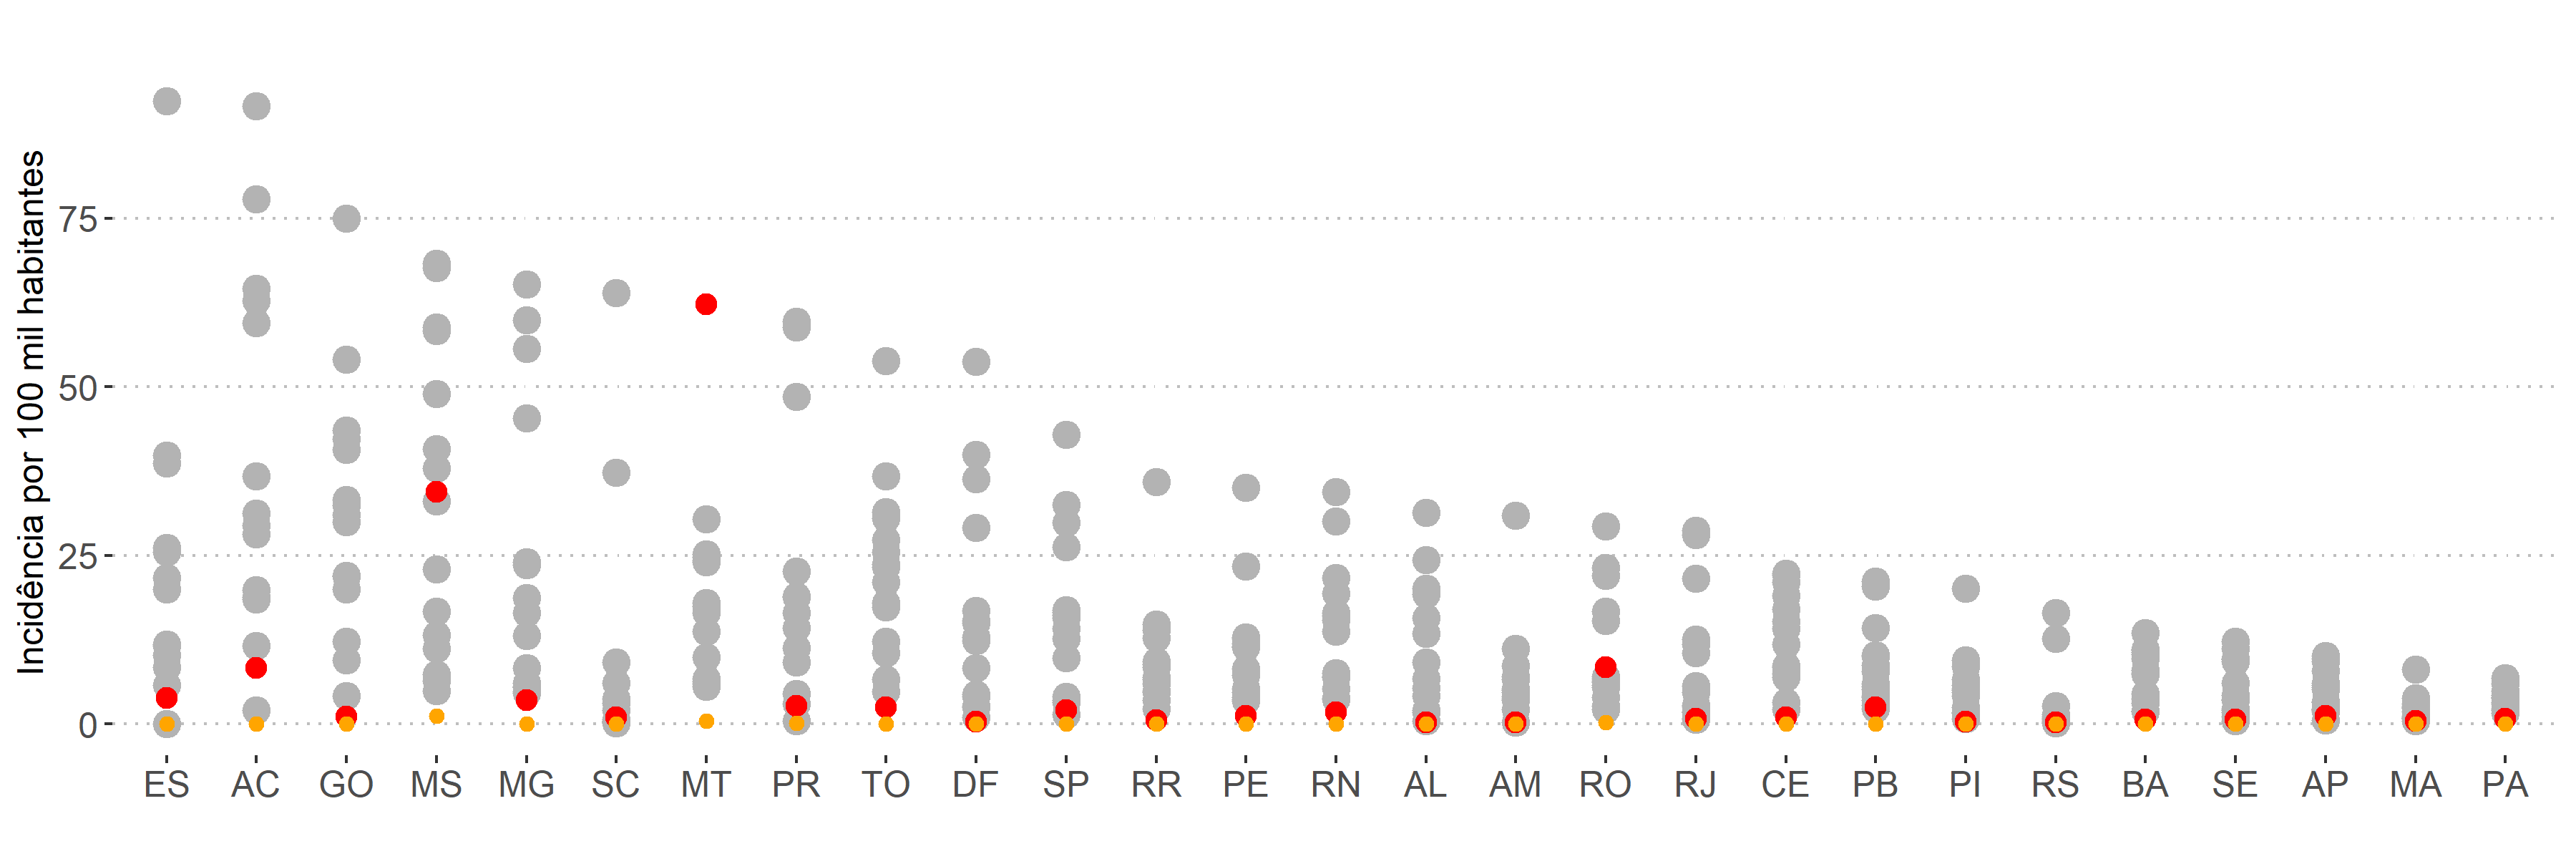 Incidência por 100 mil habitantes
75
50
25
0
ES AC GO MS MG SC MT PR TO DF SP RR PE RN AL AM RO RJ CE PB PI RS BA SE AP MA PA